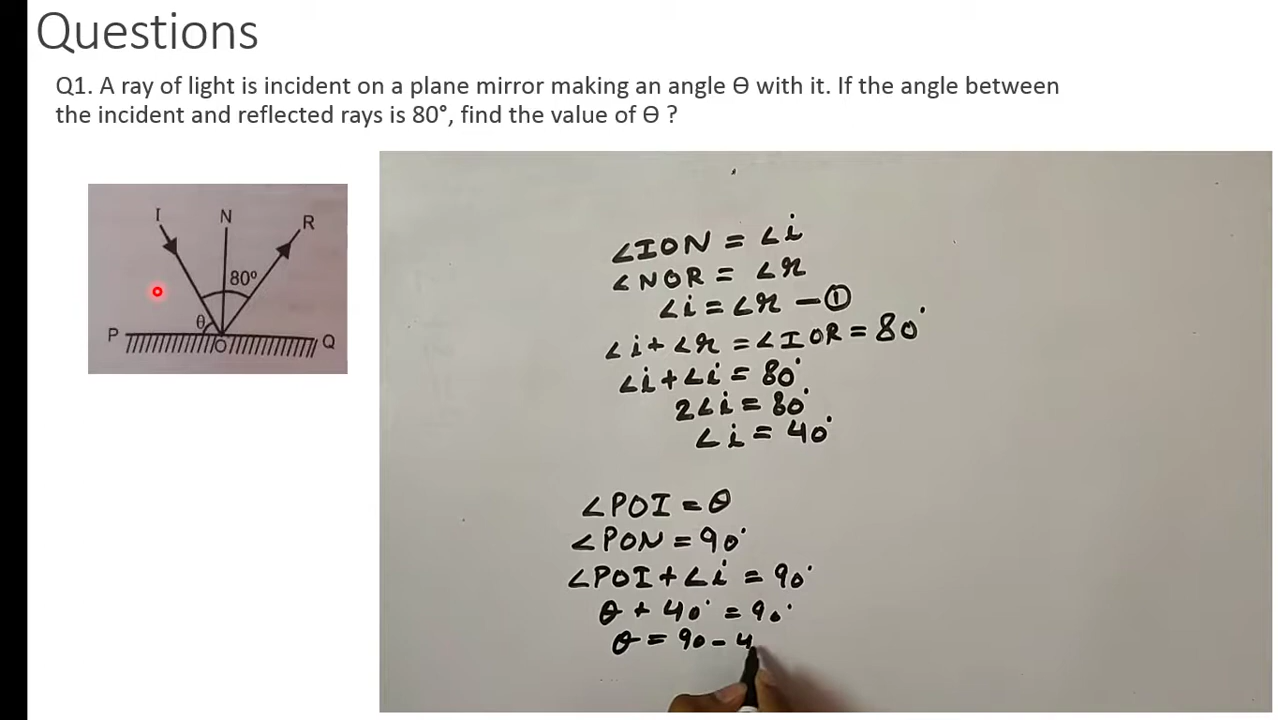 Questions
Q1. A ray of light is incident on a plane mirror making an angle Ɵ with it. If the angle between
the incident and reflected rays is 80°, find the value of Ɵ ?
I N R
80º
θ
P O Q
∠ION = ∠i
∠NOR = ∠r
∠i = ∠r — ①
∠i + ∠r = ∠IOR = 80°
∠i + ∠i = 80°
2∠i = 80°
∠i = 40°
∠POI = θ
∠PON = 90°
∠POI + ∠i = 90°
θ + 40° = 90°
θ = 90 - 4